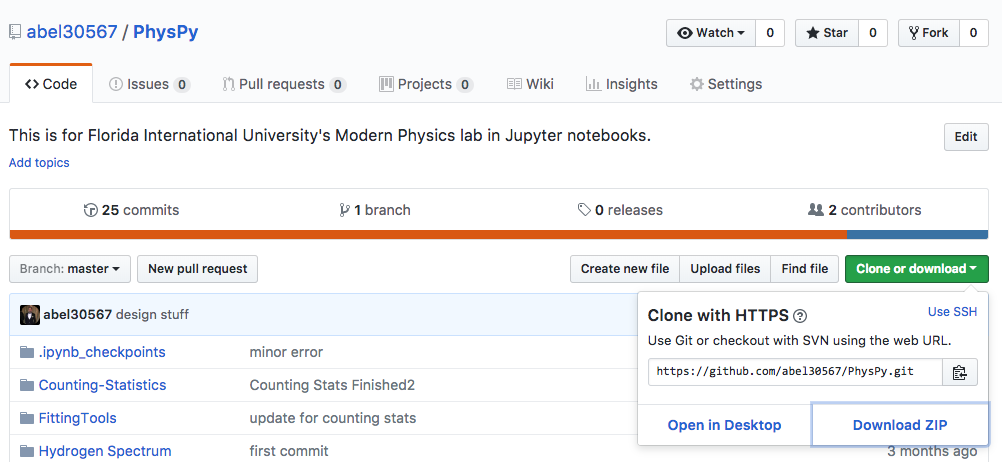 abel30567 / PhysPy
Watch 0 Star 0 Fork 0
Code Issues 0 Pull requests 0 Projects 0 Wiki Insights Settings
This is for Florida International University's Modern Physics lab in Jupyter notebooks.
Edit
Add topics
25 commits 1 branch 0 releases 2 contributors
Branch: master New pull request Create new file Upload files Find file Clone or download
abel30567 design stuff
.ipynb_checkpoints minor error
Counting-Statistics Counting Stats Finished2
FittingTools update for counting stats
Hydrogen Spectrum first commit
Clone with HTTPS ? Use SSH
Use Git or checkout with SVN using the web URL.
https://github.com/abel30567/PhysPy.git
Open in Desktop Download ZIP
3 months ago